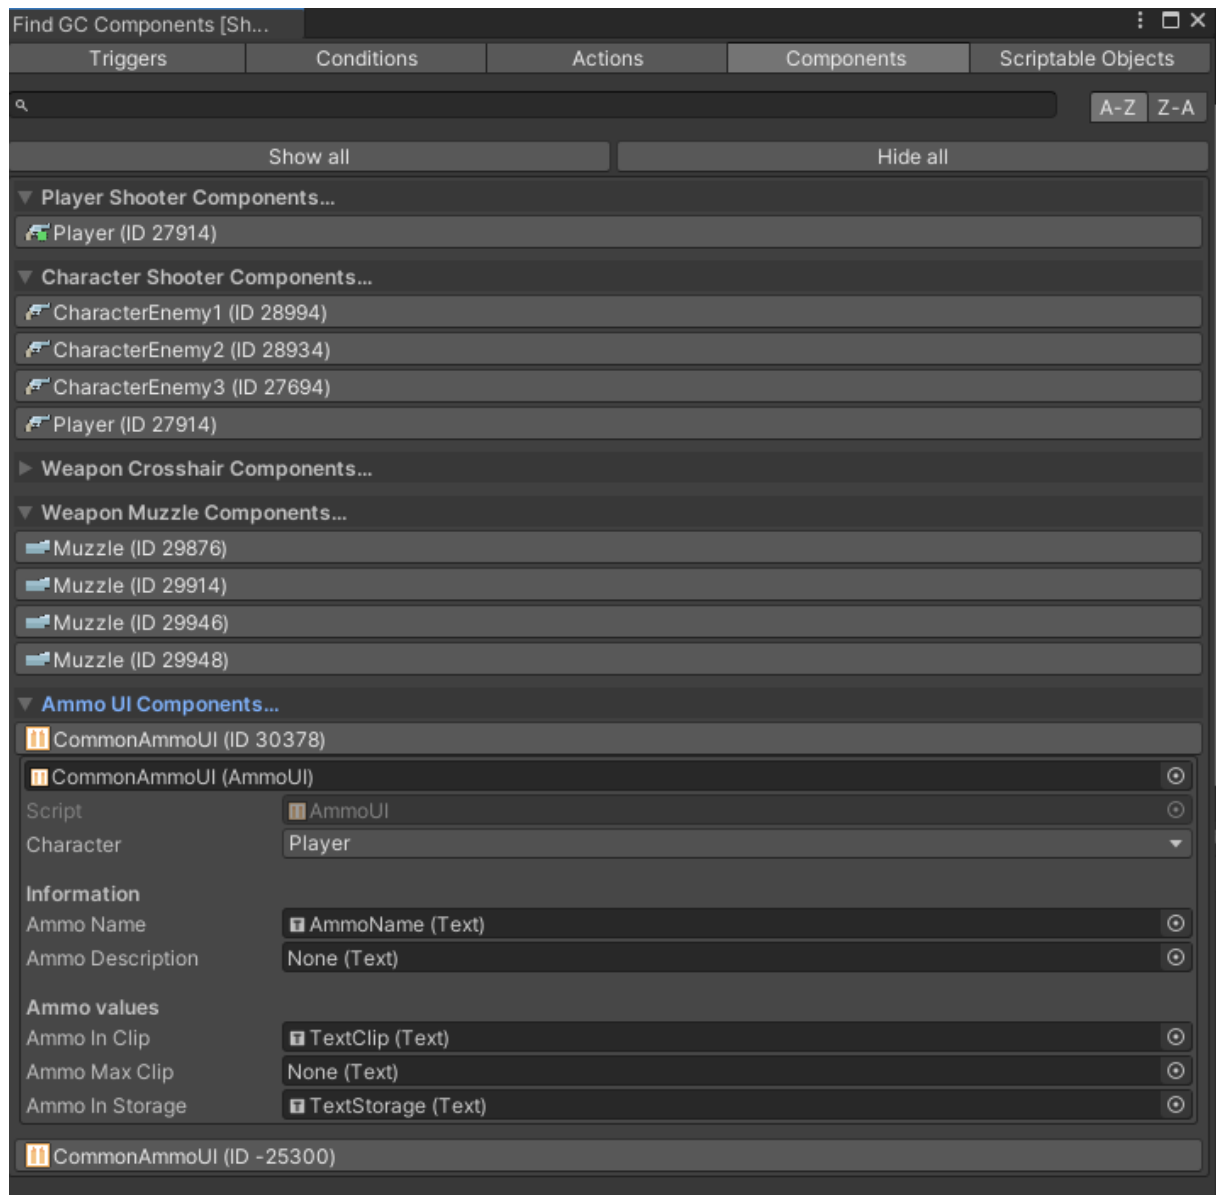 Find GC Components [Sh...
Triggers Conditions Actions Components Scriptable Objects
A-Z Z-A
Show all Hide all
Player Shooter Components...
Player (ID 27914)
Character Shooter Components...
CharacterEnemy1 (ID 28994)
CharacterEnemy2 (ID 28934)
CharacterEnemy3 (ID 27694)
Player (ID 27914)
Weapon Crosshair Components...
Weapon Muzzle Components...
Muzzle (ID 29876)
Muzzle (ID 29914)
Muzzle (ID 29946)
Muzzle (ID 29948)
Ammo UI Components...
CommonAmmoUI (ID 30378)
CommonAmmoUI (AmmoUI)
Script AmmoUI
Character Player
Information
Ammo Name AmmoName (Text)
Ammo Description None (Text)
Ammo values
Ammo In Clip TextClip (Text)
Ammo Max Clip None (Text)
Ammo In Storage TextStorage (Text)
CommonAmmoUI (ID -25300)